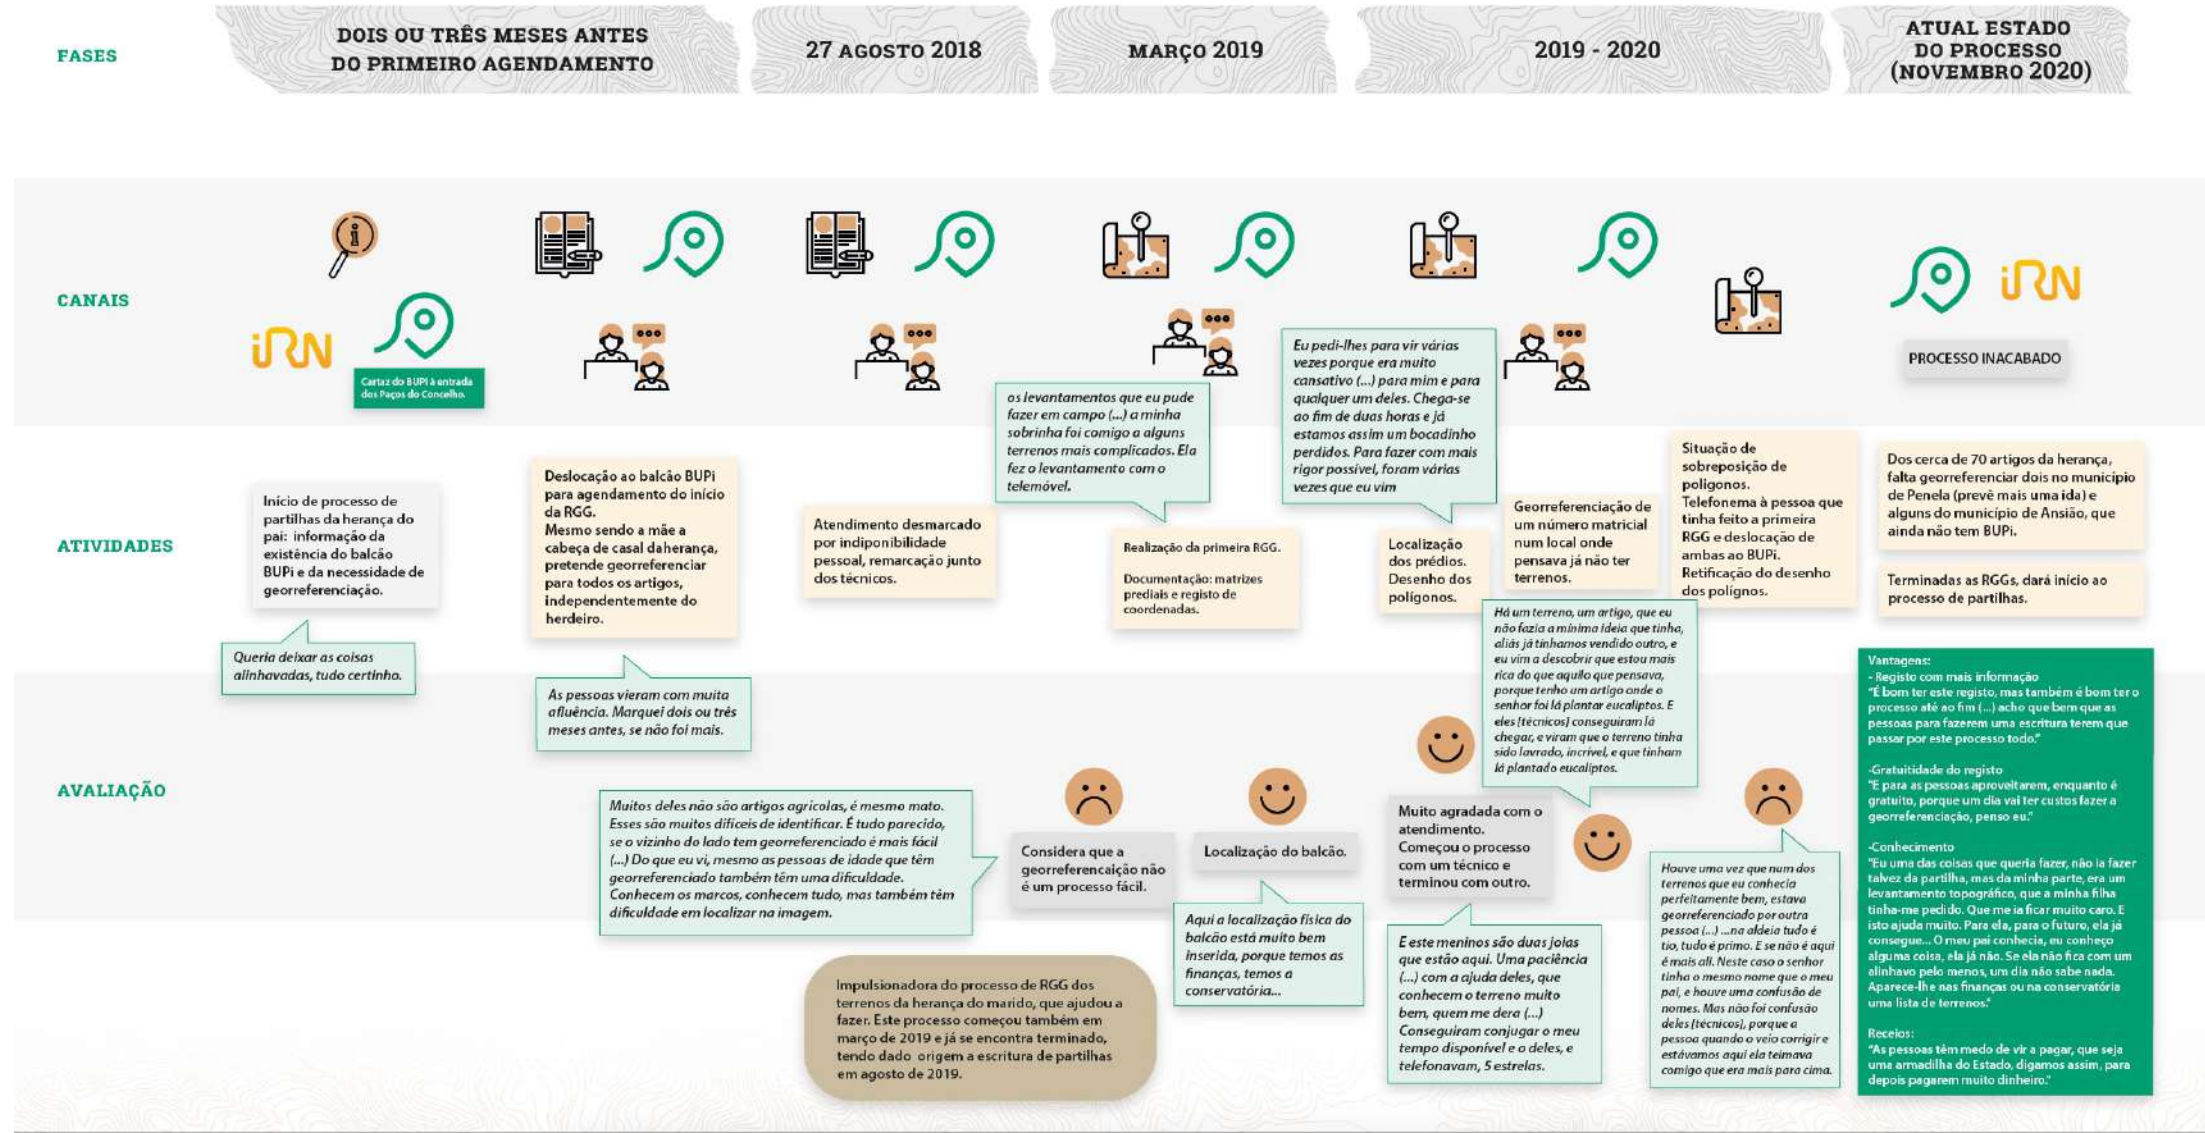 FASES
DOIS OU TRÊS MESES ANTES
DO PRIMEIRO AGENDAMENTO
27 AGOSTO 2018
MARÇO 2019
2019 - 2020
ATUAL ESTADO
DO PROCESSO
(NOVEMBRO 2020)
CANAIS
iRN
Cartaz do BUPI à entrada
dos Paços do Concelho.
os levantamentos que eu pude
fazer em campo (...) a minha
sobrinha foi comigo a alguns
terrenos mais complicados. Ela
fez o levantamento com o
telemóvel.
Eu pedi-lhes para vir várias
vezes porque era muito
cansativo (...) para mim e para
qualquer um deles. Chega-se
ao fim de duas horas e já
estamos assim um bocadinho
perdidos. Para fazer com mais
rigor possível, foram várias
vezes que eu vim
iRN
PROCESSO INACABADO
ATIVIDADES
Início de processo de
partilhas da herança do
pai: informação da
existência do balcão
BUPi e da necessidade de
georreferenciação.
Queria deixar as coisas
alinhavadas, tudo certinho.
Deslocação ao balcão BUPi
para agendamento do início
da RGG.
Mesmo sendo a mãe a
cabeça de casal daherança,
pretende georreferenciar
para todos os artigos,
independentemente do
herdeiro.
As pessoas vieram com muita
afluência. Marquei dois ou três
meses antes, se não foi mais.
Atendimento desmarcado
por indiponibilidade
pessoal, remarcação junto
dos técnicos.
Realização da primeira RGG.
Documentação: matrizes
prediais e registo de
coordenadas.
Localização
dos prédios.
Desenho dos
polígonos.
Georreferenciação de
um número matricial
num local onde
pensava já não ter
terrenos.
Há um terreno, um artigo, que eu
não fazia a mínima ideia que tinha,
aliás já tínhamos vendido outro, e
eu vim a descobrir que estou mais
rica do que aquilo que pensava,
porque tenho um artigo onde o
senhor foi lá plantar eucaliptos. E
eles [técnicos] conseguiram lá
chegar, e viram que o terreno tinha
sido lavrado, incrível, e que tinham
lá plantado eucaliptos.
Situação de
sobreposição de
poligonos.
Telefonema à pessoa que
tinha feito a primeira
RGG e deslocação de
ambas ao BUPi.
Retificação do desenho
dos polígnos.
Dos cerca de 70 artigos da herança,
falta georreferenciar dois no município
de Penela (prevê mais uma ida) e
alguns do município de Ansião, que
ainda não tem BUPi.
Terminadas as RGGs, dará início ao
processo de partilhas.
AVALIAÇÃO
Muitos deles não são artigos agrícolas, é mesmo mato.
Esses são muitos difíceis de identificar. É tudo parecido,
se o vizinho do lado tem georreferenciado é mais fácil
(...) Do que eu vi, mesmo as pessoas de idade que têm
georreferenciado também têm uma dificuldade.
Conhecem os marcos, conhecem tudo, mas também têm
dificuldade em localizar na imagem.
Considera que a
georreferencaição não
é um processo fácil.
Localização do balcão.
Aqui a localização física do
balcão está muito bem
inserida, porque temos as
finanças, temos a
conservatória...
Muito agradada com o
atendimento.
Começou o processo
com um técnico e
terminou com outro.
E este meninos são duas joias
que estão aqui. Uma paciência
(...) com a ajuda deles, que
conhecem o terreno muito
bem, quem me dera (...)
Conseguiram conjugar o meu
tempo disponível e o deles, e
telefonavam, 5 estrelas.
Houve uma vez que num dos
terrenos que eu conhecia
perfeitamente bem, estava
georreferenciado por outra
pessoa (...) ...na aldeia tudo é
tio, tudo é primo. E se não é aqui
é mais ali. Neste caso o senhor
tinha o mesmo nome que o meu
pai, e houve uma confusão de
nomes. Mas não foi confusão
deles [técnicos], porque a
pessoa quando o veio corrigir e
estávamos aqui ela teimava
comigo que era mais para cima.
Impulsionadora do processo de RGG dos
terrenos da herança do marido, que ajudou a
fazer. Este processo começou também em
março de 2019 e já se encontra terminado,
tendo dado origem a escritura de partilhas
em agosto de 2019.
Vantagens:
- Registo com mais informação
"É bom ter este registo, mas também é bom ter o
processo até ao fim (...) acho que bem que as
pessoas para fazerem uma escritura terem que
passar por este processo todo."
-Gratuitidade do registo
"E para as pessoas aproveitarem, enquanto é
gratuito, porque um dia vai ter custos fazer a
georreferenciação, penso eu."
-Conhecimento
"Eu uma das coisas que queria fazer, não ia fazer
talvez da partilha, mas da minha parte, era um
levantamento topográfico, que a minha filha
tinha-me pedido. Que me ia ficar muito caro. E
isto ajuda muito. Para ela, para o futuro, ela já
consegue... O meu pai conhecia, eu conheço
alguma coisa, ela já não. Se ela não fica com um
alinhavo pelo menos, um dia não sabe nada.
Aparece-lhe nas finanças ou na conservatória
uma lista de terrenos."
Receios:
"As pessoas têm medo de vir a pagar, que seja
uma armadilha do Estado, digamos assim, para
depois pagarem muito dinheiro."